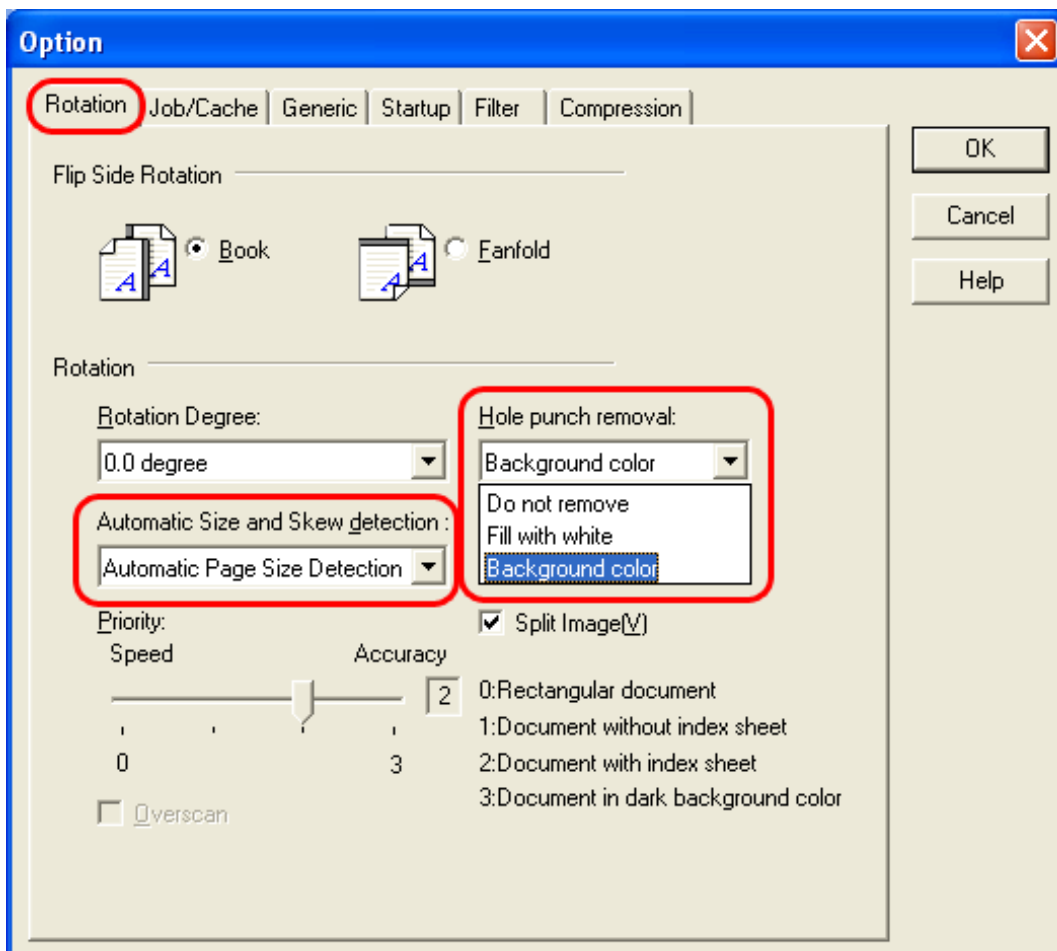 Option
Rotation Job/Cache Generic Startup Filter Compression
OK
Cancel
Help
Flip Side Rotation
A A Book A A Fanfold
Rotation
Rotation Degree: Hole punch removal:
0.0 degree Background color
Do not remove
Fill with white
Background color
Automatic Size and Skew detection :
Automatic Page Size Detection
Priority: Split Image(V)
Speed Accuracy
2
0 3
0:Rectangular document
1:Document without index sheet
2:Document with index sheet
3:Document in dark background color
Overscan